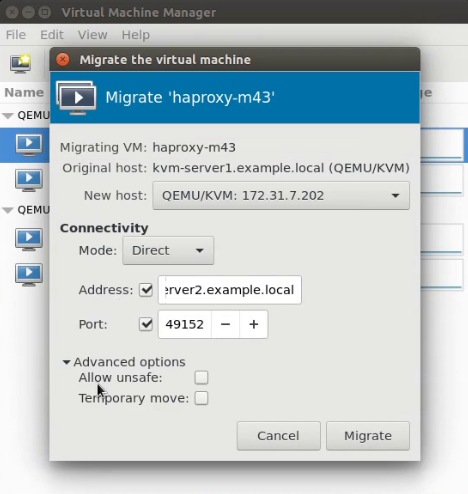 Virtual Machine Manager
File Edit View Help
Name
QEMU
QEMU
Migrate the virtual machine
Migrate 'haproxy-m43'
Migrating VM: haproxy-m43
Original host: kvm-server1.example.local (QEMU/KVM)
New host: QEMU/KVM: 172.31.7.202
Connectivity
Mode: Direct
Address: erver2.example.local
Port: 49152 − +
Advanced options
Allow unsafe:
Temporary move:
Cancel Migrate